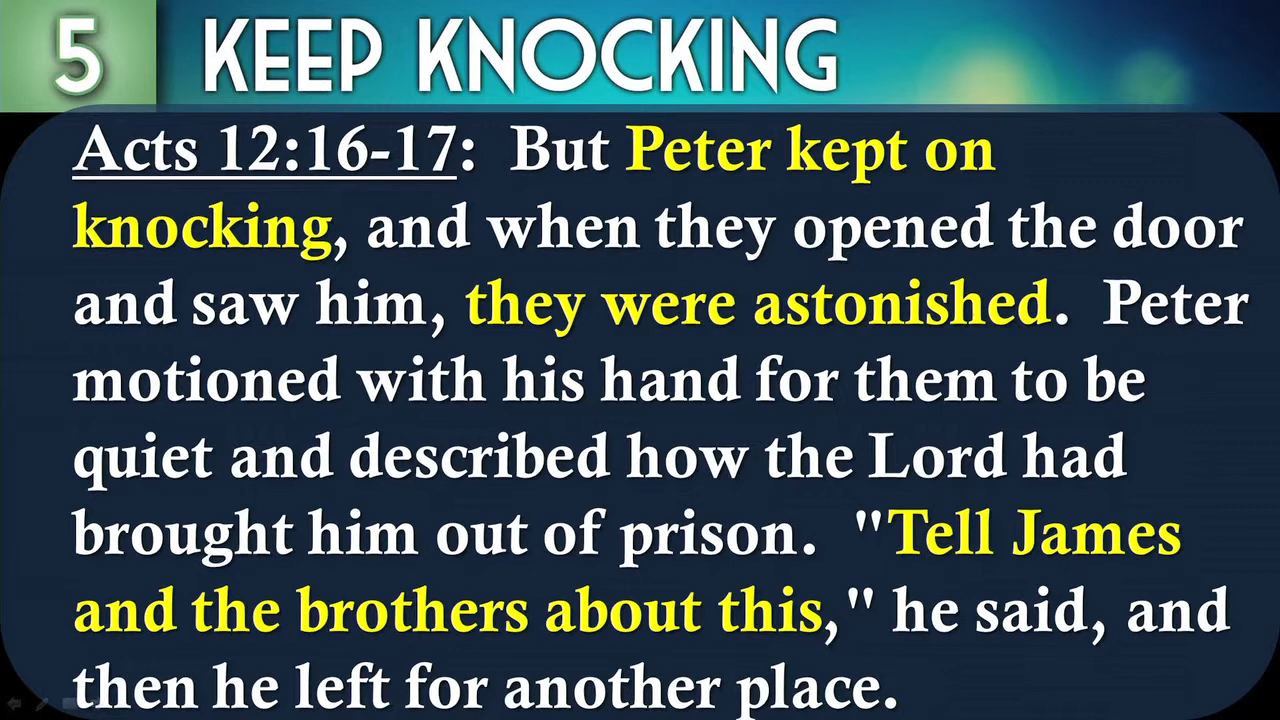 5 KEEP KNOCKING
Acts 12:16-17:  But Peter kept on
knocking, and when they opened the door
and saw him, they were astonished.  Peter
motioned with his hand for them to be
quiet and described how the Lord had
brought him out of prison.  "Tell James
and the brothers about this," he said, and
then he left for another place.